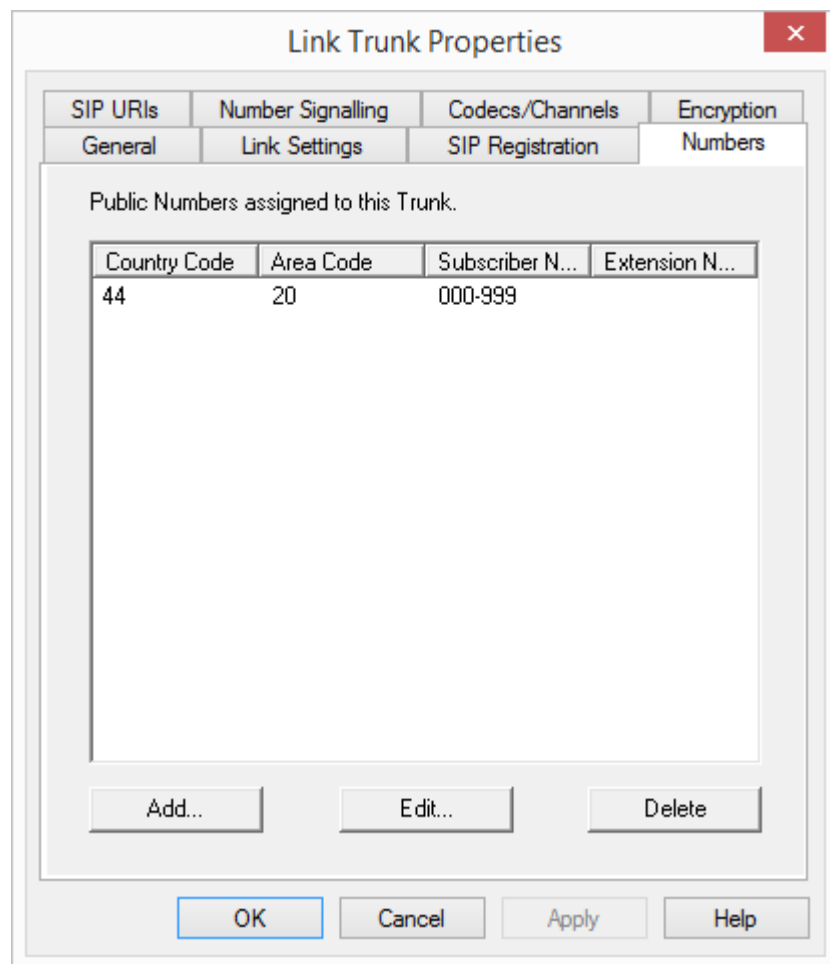 Link Trunk Properties
SIP URIs Number Signalling Codecs/Channels Encryption
General Link Settings SIP Registration Numbers
Public Numbers assigned to this Trunk.
Country Code Area Code Subscriber N... Extension N...
44 20 000-999
Add... Edit... Delete
OK Cancel Apply Help